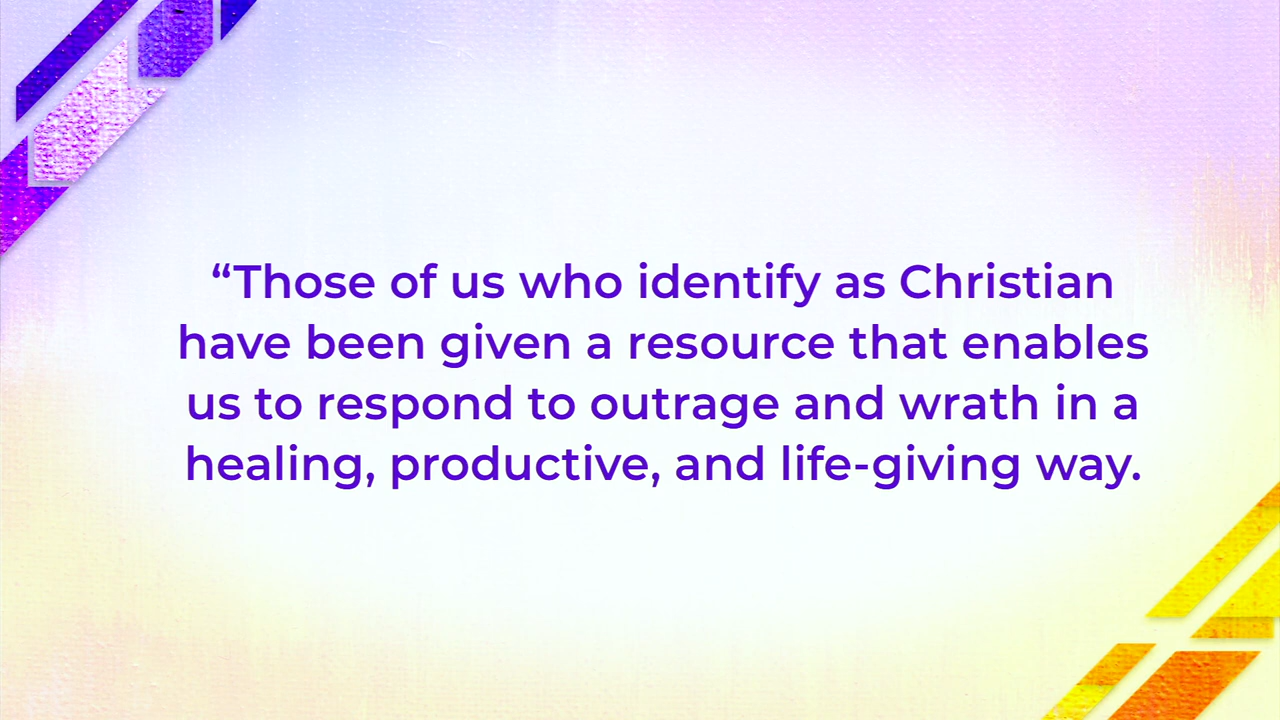 “Those of us who identify as Christian
have been given a resource that enables
us to respond to outrage and wrath in a
healing, productive, and life-giving way.